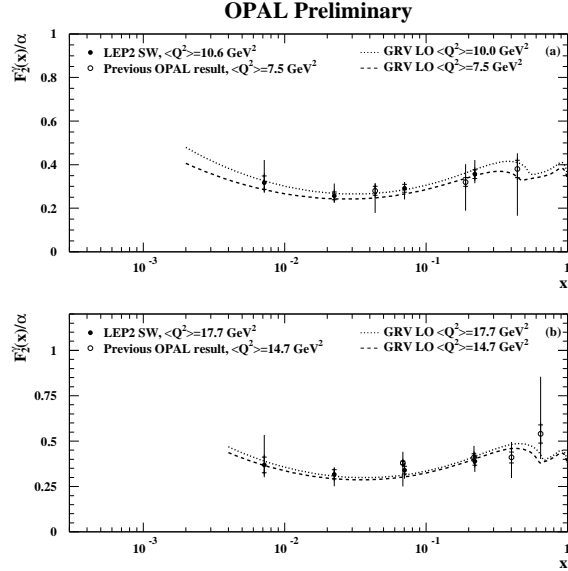 OPAL Preliminary
F₂^γ(x)/α
LEP2 SW, <Q²>=10.6 GeV²
Previous OPAL result, <Q²>=7.5 GeV²
GRV LO <Q²>=10.0 GeV²
GRV LO <Q²>=7.5 GeV²
(a)
1
0.8
0.6
0.4
0.2
0
10⁻³
10⁻²
10⁻¹
1
x
F₂^γ(x)/α
LEP2 SW, <Q²>=17.7 GeV²
Previous OPAL result, <Q²>=14.7 GeV²
GRV LO <Q²>=17.7 GeV²
GRV LO <Q²>=14.7 GeV²
(b)
1
0.75
0.5
0.25
0
10⁻³
10⁻²
10⁻¹
1
x